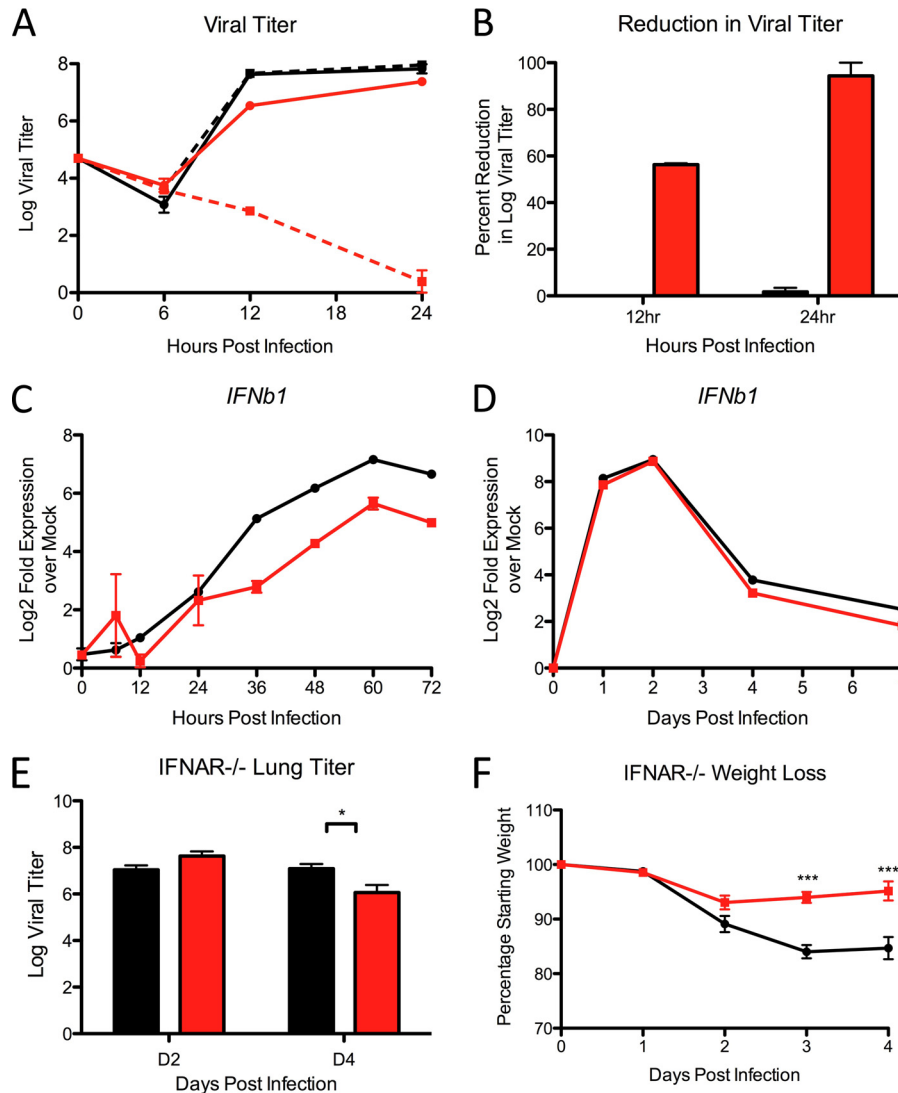 A
Viral Titer
Log Viral Titer
8
6
4
2
0
0 6 12 18 24
Hours Post Infection
B
Reduction in Viral Titer
Percent Reduction
in Log Viral Titer
100
80
60
40
20
0
12hr 24hr
Hours Post Infection
C
IFNb1
Log2 Fold Expression
over Mock
8
6
4
2
0
0 12 24 36 48 60 72
Hours Post Infection
D
IFNb1
Log2 Fold Expression
over Mock
10
8
6
4
2
0
0 1 2 3 4 5 6
Days Post Infection
E
IFNAR-/- Lung Titer
Log Viral Titer
10
8
6
4
2
0
*
D2 D4
Days Post Infection
F
IFNAR-/- Weight Loss
Percentage Starting Weight
110
100
90
80
70
*** ***
0 1 2 3 4
Days Post Infection